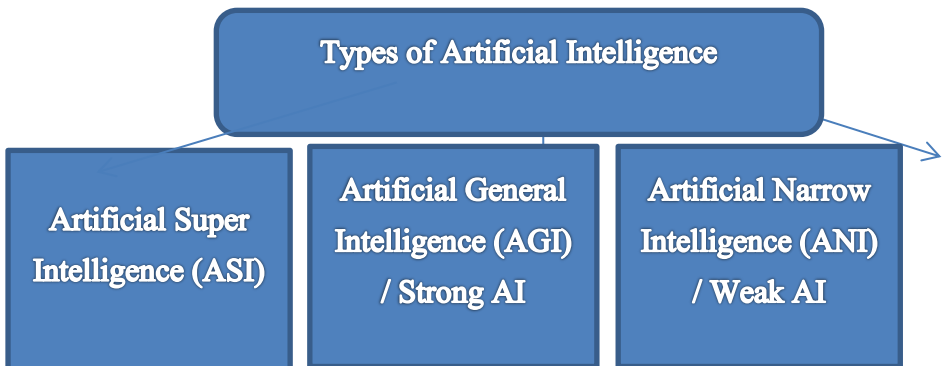 Types of Artificial Intelligence
Artificial Super
Intelligence (ASI)
Artificial General
Intelligence (AGI)
/ Strong AI
Artificial Narrow
Intelligence (ANI)
/ Weak AI